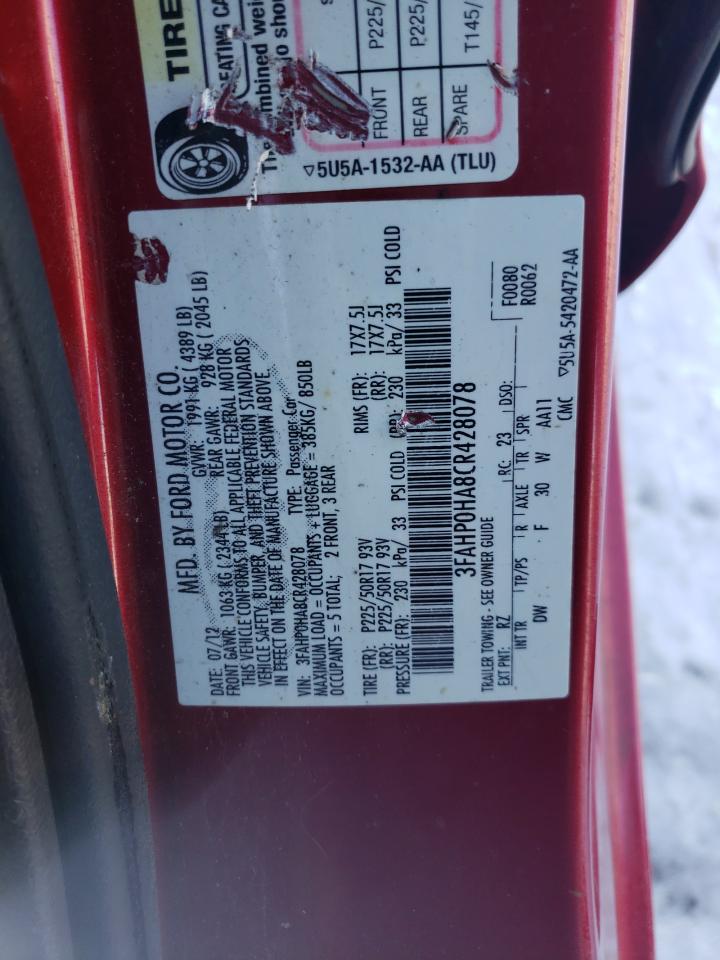 TIRE
EATING CA
mbined wei
o shou
S
P225/
FRONT
P225/
REAR
T145/
SPARE
▽5U5A-1532-AA (TLU)
MFD. BY FORD MOTOR CO.
DATE: 07/12 GVWR: 1991 KG ( 4389 LB)
FRONT GAWR: 1063 KG ( 2344 LB) REAR GAWR: 928 KG ( 2045 LB)
THIS VEHICLE CONFORMS TO ALL APPLICABLE FEDERAL MOTOR
VEHICLE SAFETY, BUMPER, AND THEFT PREVENTION STANDARDS
IN EFFECT ON THE DATE OF MANUFACTURE SHOWN ABOVE.
VIN: 3FAHP0HA8CR428078 TYPE: Passenger Car
MAXIMUM LOAD = OCCUPANTS + LUGGAGE = 385KG/ 850LB
OCCUPANTS = 5 TOTAL; 2 FRONT, 3 REAR
TIRE (FR): P225/50R17 93V RIMS (FR): 17X7.5J
(RR): P225/50R17 93V (RR): 17X7.5J
PRESSURE (FR): 230 kPa/ 33 PSI COLD 230 kPa/ 33 PSI COLD
3FAHP0HA8CR428078
TRAILER TOWING - SEE OWNER GUIDE F0080
EXT PNT: RZ RC: 23 DSO: R0062
INT TR TP/PS R AXLE TR SPR
DW F 30 W AA11
CMC ▽5U5A-5420472-AA